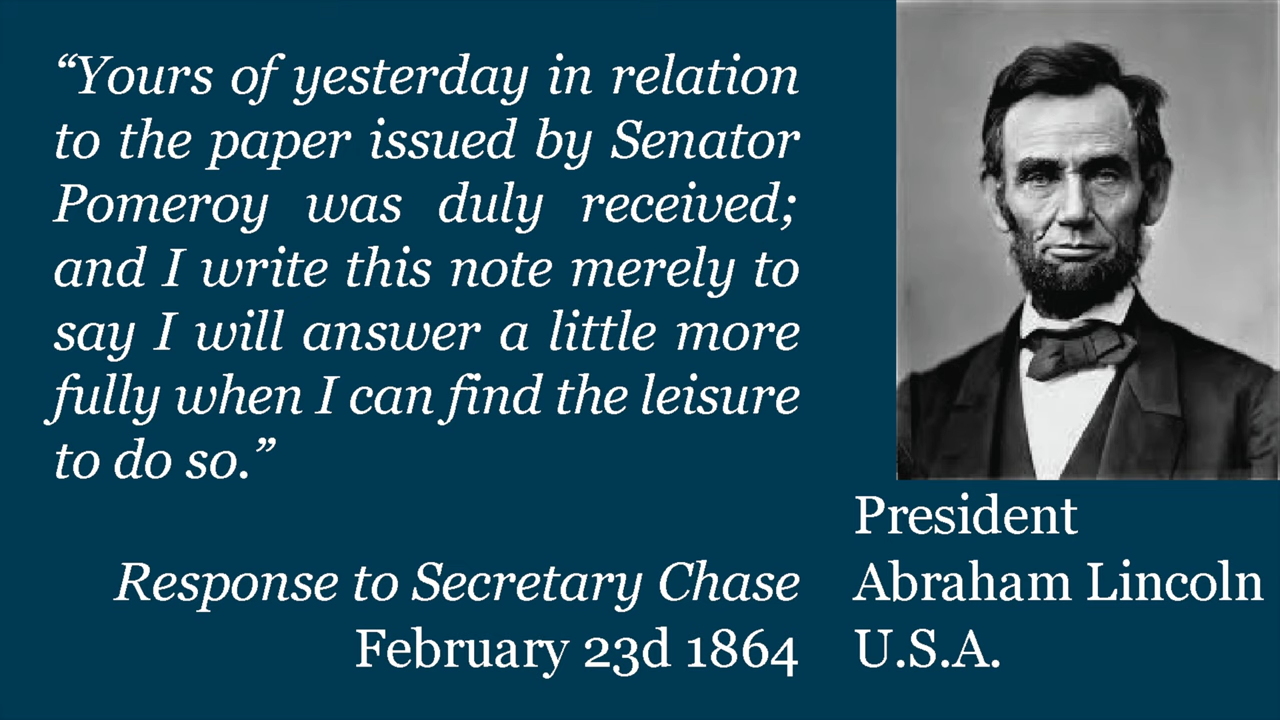 “Yours of yesterday in relation
to the paper issued by Senator
Pomeroy was duly received;
and I write this note merely to
say I will answer a little more
fully when I can find the leisure
to do so.”
Response to Secretary Chase
February 23d 1864
President
Abraham Lincoln
U.S.A.